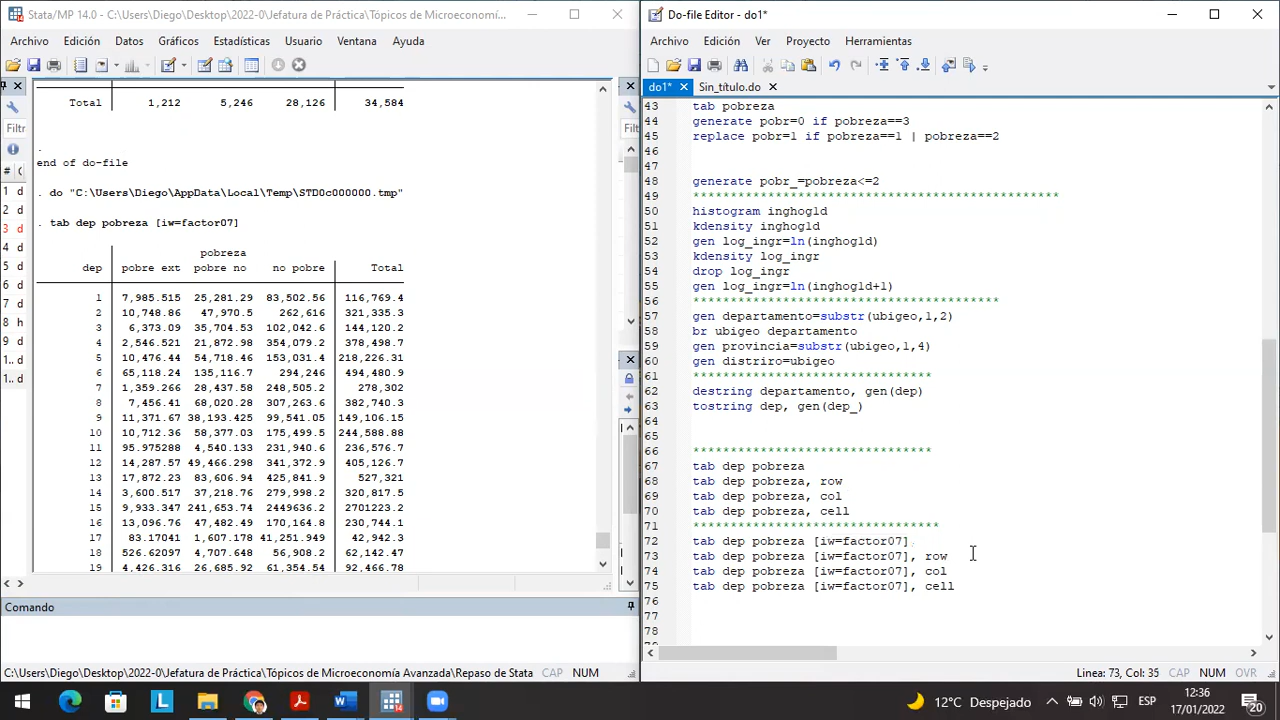 Stata/MP 14.0 - C:\Users\Diego\Desktop\2022-0\Jefatura de Práctica\Tópicos de Microeconomí...
Archivo Edición Datos Gráficos Estadísticas Usuario Ventana Ayuda
Filtr
# (
1 d
2 d
3 d
4 d
5 d
6 d
7 d
8 h
9 d
1.. d
1.. d
Total 1,212 5,246 28,126 34,584
.
end of do-file
. do "C:\Users\Diego\AppData\Local\Temp\STD0c000000.tmp"
. tab dep pobreza [iw=factor07]
pobreza
dep pobre ext pobre no no pobre Total
1 7,985.515 25,281.29 83,502.56 116,769.4
2 10,748.86 47,970.5 262,616 321,335.3
3 6,373.09 35,704.53 102,042.6 144,120.2
4 2,546.521 21,872.98 354,079.2 378,498.7
5 10,476.44 54,718.46 153,031.4 218,226.31
6 65,118.24 135,116.7 294,246 494,480.9
7 1,359.266 28,437.58 248,505.2 278,302
8 7,456.41 68,020.28 307,263.6 382,740.3
9 11,371.67 38,193.425 99,541.05 149,106.15
10 10,712.36 58,377.03 175,499.5 244,588.88
11 95.975288 4,540.133 231,940.6 236,576.7
12 14,287.57 49,466.298 341,372.9 405,126.7
13 17,872.23 83,606.94 425,841.9 527,321
14 3,600.517 37,218.76 279,998.2 320,817.5
15 9,933.347 241,653.74 2449636.2 2701223.2
16 13,096.76 47,482.49 170,164.8 230,744.1
17 83.17041 1,607.178 41,251.949 42,942.3
18 526.62097 4,707.648 56,908.2 62,142.47
19 4,426.316 26,685.92 61,354.54 92,466.78
Filtr
Comando
C:\Users\Diego\Desktop\2022-0\Jefatura de Práctica\Tópicos de Microeconomía Avanzada\Repaso de Stata CAP NUM
Do-file Editor - do1*
Archivo Edición Ver Proyecto Herramientas
do1* Sin_título.do
43 tab pobreza
44 generate pobr=0 if pobreza==3
45 replace pobr=1 if pobreza==1 | pobreza==2
46
47
48 generate pobr_=pobreza<=2
49 *************************************************
50 histogram inghog1d
51 kdensity inghog1d
52 gen log_ingr=ln(inghog1d)
53 kdensity log_ingr
54 drop log_ingr
55 gen log_ingr=ln(inghog1d+1)
56 *****************************************
57 gen departamento=substr(ubigeo,1,2)
58 br ubigeo departamento
59 gen provincia=substr(ubigeo,1,4)
60 gen distriro=ubigeo
61 ********************************
62 destring departamento, gen(dep)
63 tostring dep, gen(dep_)
64
65
66 ********************************
67 tab dep pobreza
68 tab dep pobreza, row
69 tab dep pobreza, col
70 tab dep pobreza, cell
71 *********************************
72 tab dep pobreza [iw=factor07]
73 tab dep pobreza [iw=factor07], row
74 tab dep pobreza [iw=factor07], col
75 tab dep pobreza [iw=factor07], cell
76
77
78
Linea: 73, Col: 35 CAP NUM OVR
12°C Despejado ESP 12:36
17/01/2022 20